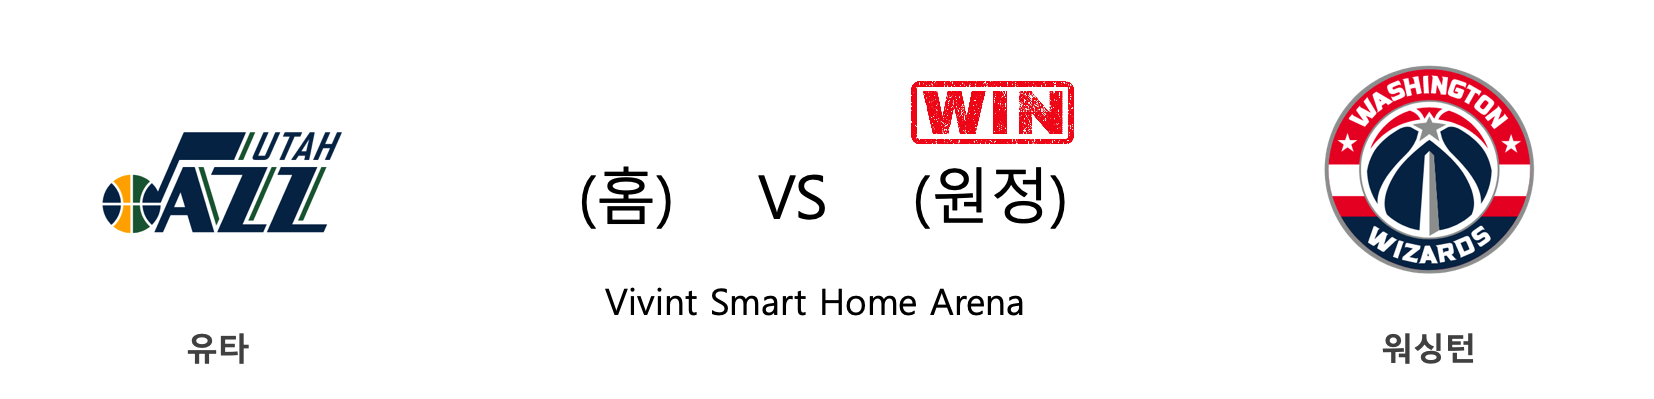 UTAH
JAZZ
유타
WIN
(홈) VS (원정)
Vivint Smart Home Arena
WASHINGTON
WIZARDS
워싱턴